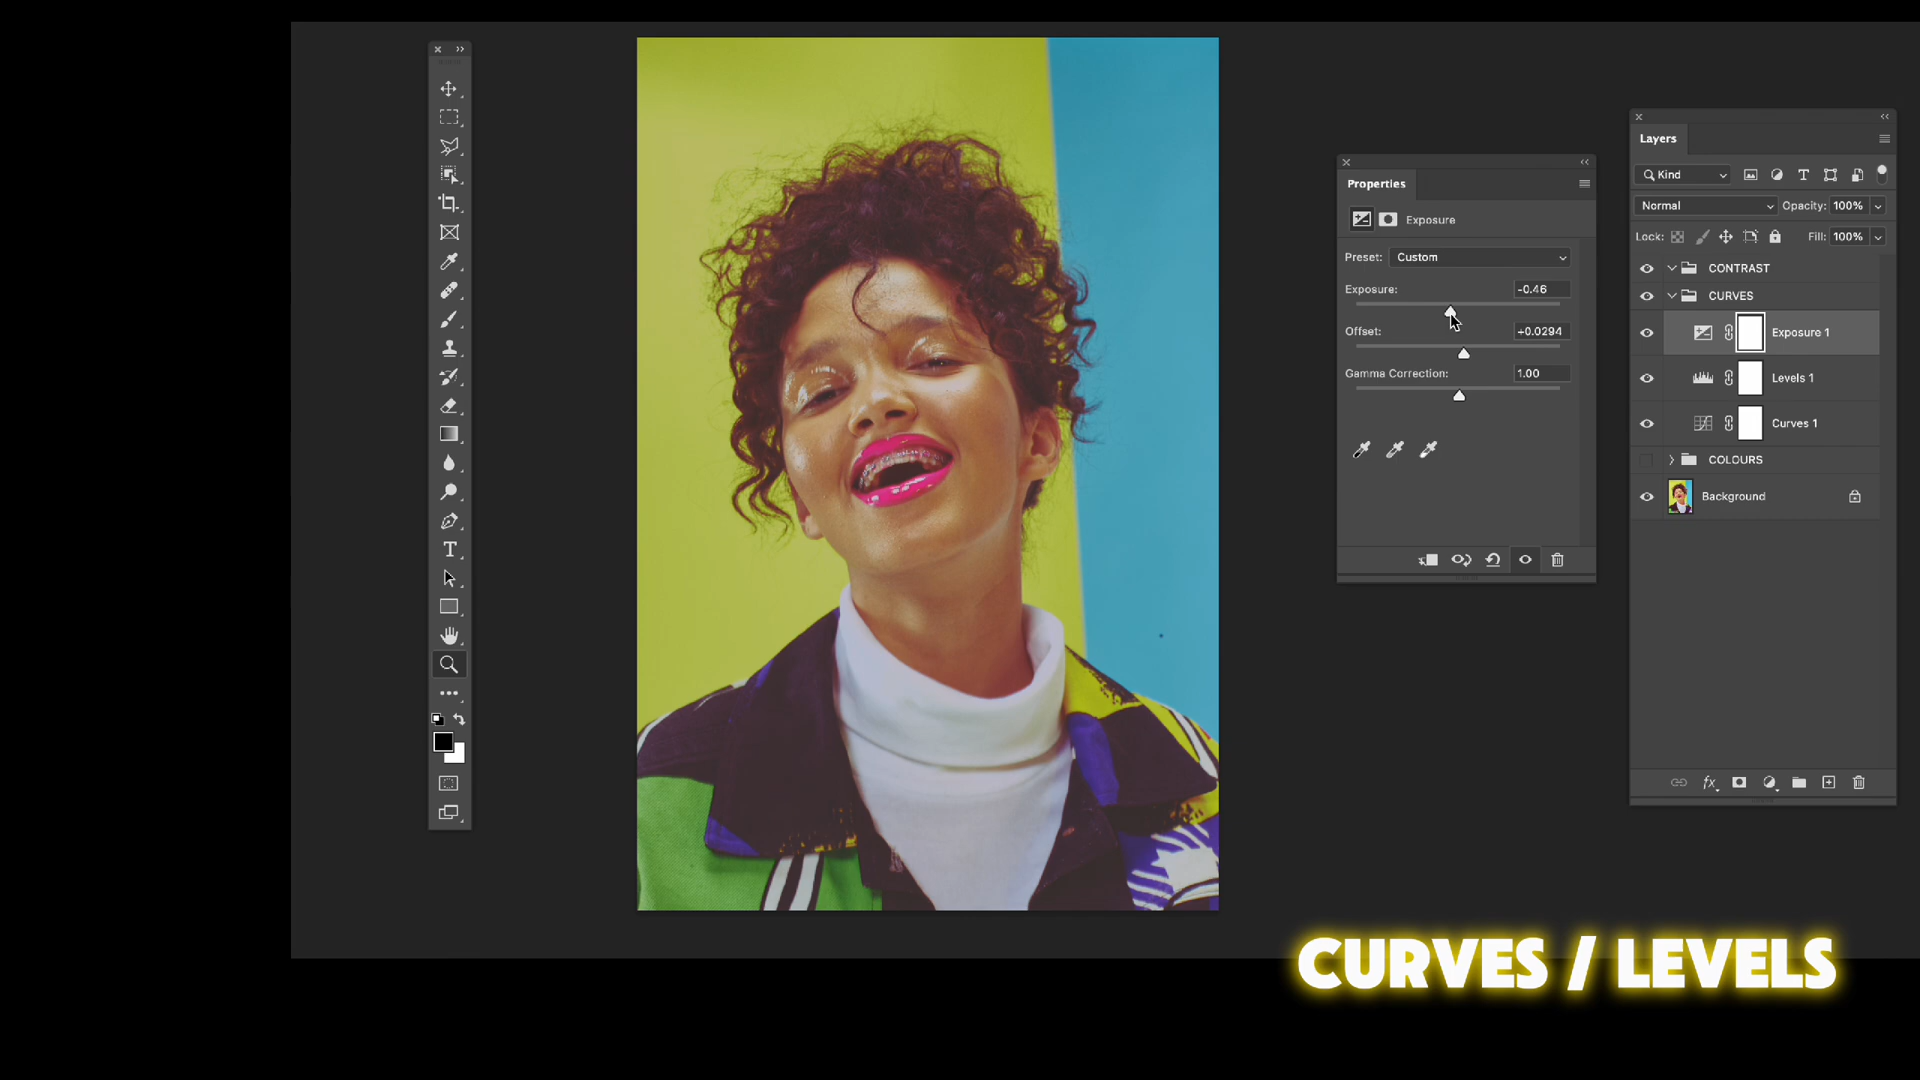 Properties
Exposure
Preset: Custom
Exposure: -0.46
Offset: +0.0294
Gamma Correction: 1.00
Layers
Kind
Normal Opacity: 100%
Lock: Fill: 100%
CONTRAST
CURVES
Exposure 1
Levels 1
Curves 1
COLOURS
Background
CURVES / LEVELS